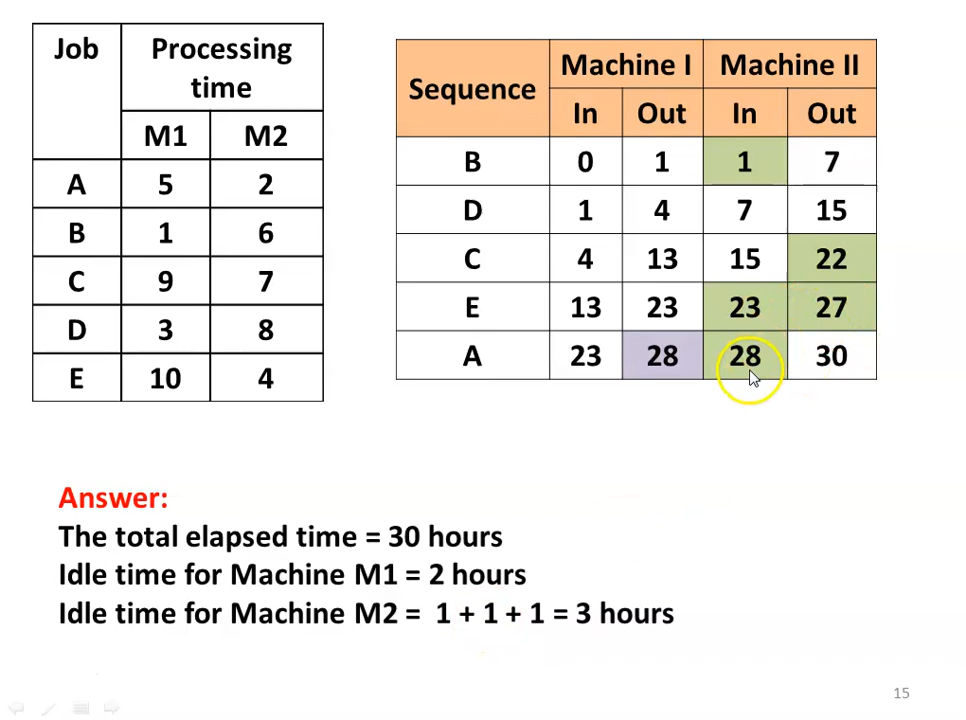 Job Processing time
M1 M2
A 5 2
B 1 6
C 9 7
D 3 8
E 10 4
Sequence Machine I Machine II
In Out In Out
B 0 1 1 7
D 1 4 7 15
C 4 13 15 22
E 13 23 23 27
A 23 28 28 30
Answer:
The total elapsed time = 30 hours
Idle time for Machine M1 = 2 hours
Idle time for Machine M2 = 1 + 1 + 1 = 3 hours
15